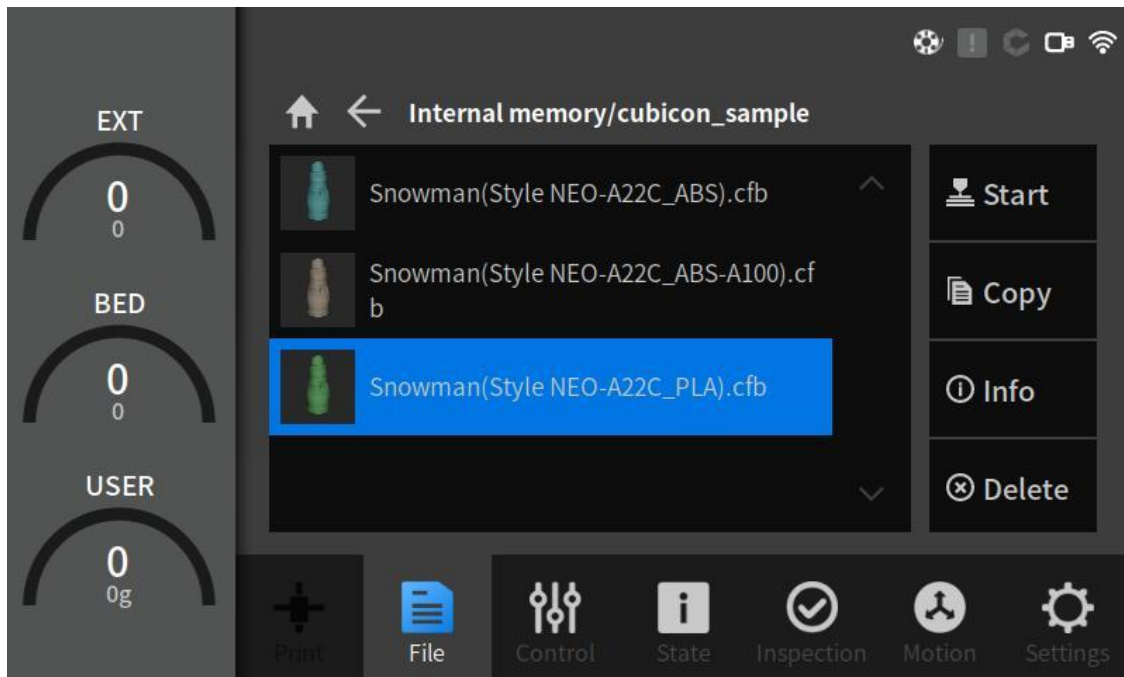 Internal memory/cubicon_sample
EXT
0
0
BED
0
0
USER
0
0g
Snowman(Style NEO-A22C_ABS).cfb
Snowman(Style NEO-A22C_ABS-A100).cf
b
Snowman(Style NEO-A22C_PLA).cfb
Start
Copy
Info
Delete
Print
File
Control
State
Inspection
Motion
Settings